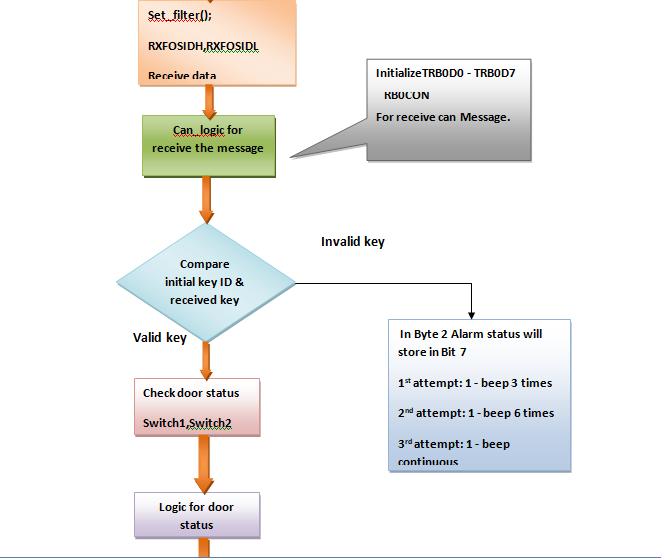 Set_filter();
RXFOSIDH,RXFOSIDL
Receive data
InitializeTRB0D0 - TRB0D7
RB0CON
For receive can Message.
Can_logic for
receive the message
Invalid key
Compare
initial key ID &
received key
In Byte 2 Alarm status will
store in Bit 7
1st attempt: 1 - beep 3 times
2nd attempt: 1 - beep 6 times
3rd attempt: 1 - beep
continuous
Valid key
Check door status
Switch1,Switch2
Logic for door
status